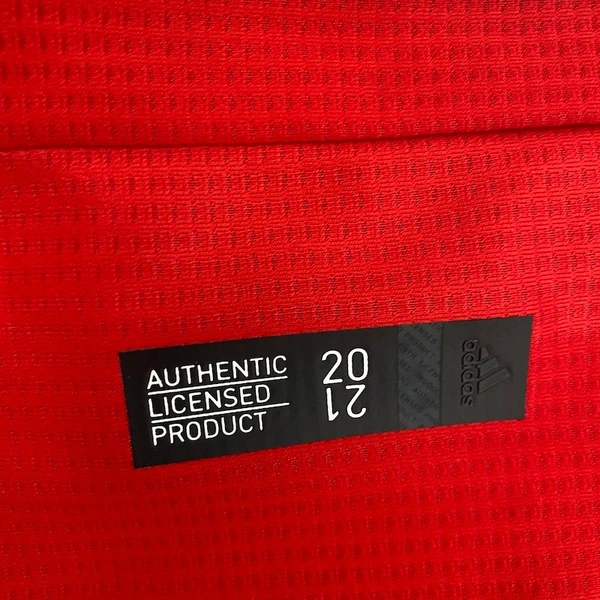 AUTHENTIC
LICENSED
PRODUCT
20
21
adidas